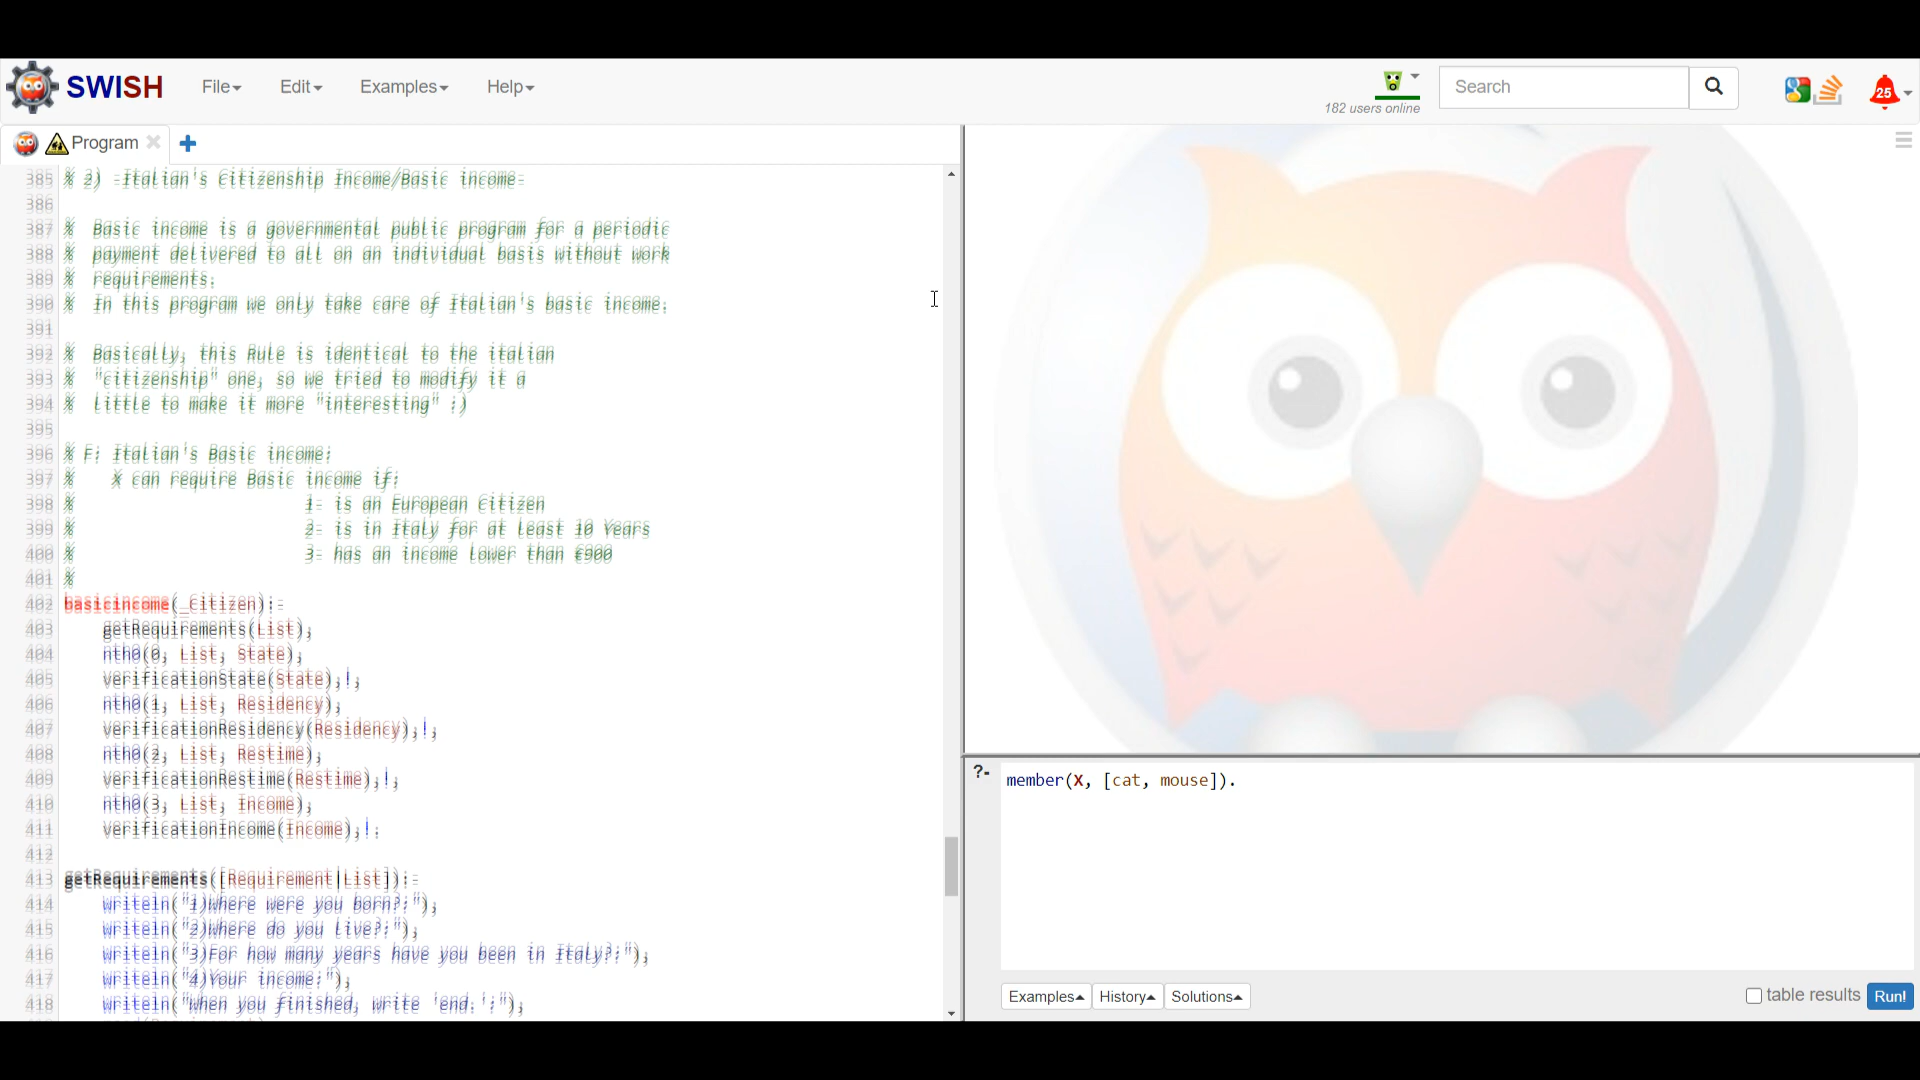 SWISH File Edit Examples Help 182 users online Search 25
Program
385 % 2) -Italian's Citizenship Income/Basic income-
386
387 %  Basic income is a governmental public program for a periodic
388 %  payment delivered to all on an individual basis without work
389 %  requirements.
390 %  In this program we only take care of Italian's basic income.
391
392 %  Basically, this Rule is identical to the italian
393 %  "citizenship" one, so we tried to modify it a
394 %  little to make it more "interesting" :)
395
396 % F: Italian's Basic income:
397 %    X can require Basic income if:
398 %                        1- is an European Citizen
399 %                        2- is in Italy for at least 10 Years
400 %                        3- has an income lower than €900
401 %
402 basicincome(_Citizen):-
403     getRequirements(List),
404     nth0(0, List, State),
405     verificationState(State),!,
406     nth0(1, List, Residency),
407     verificationResidency(Residency),!,
408     nth0(2, List, Restime),
409     verificationRestime(Restime),!,
410     nth0(3, List, Income),
411     verificationIncome(Income),!.
412
413 getRequirements([Requirement|List]):-
414     writeln("1)Where were you born?:"),
415     writeln("2)Where do you live?:"),
416     writeln("3)For how many years have you been in Italy?:"),
417     writeln("4)Your income:"),
418     writeln("When you finished, write 'end.':"),
?- member(X, [cat, mouse]).
Examples History Solutions table results Run!